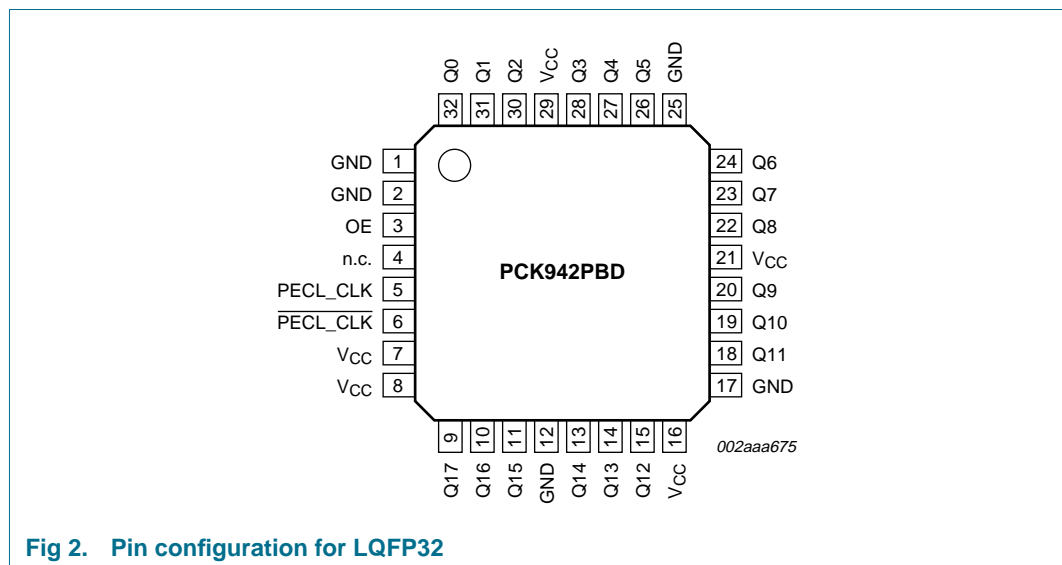 Q0 Q1 Q2 VCC Q3 Q4 Q5 GND
32 31 30 29 28 27 26 25
GND 1
GND 2
OE 3
n.c. 4
PECL_CLK 5
PECL_CLK 6
VCC 7
VCC 8
PCK942PBD
24 Q6
23 Q7
22 Q8
21 VCC
20 Q9
19 Q10
18 Q11
17 GND
9 10 11 12 13 14 15 16
Q17 Q16 Q15 GND Q14 Q13 Q12 VCC
002aaa675
Fig 2. Pin configuration for LQFP32